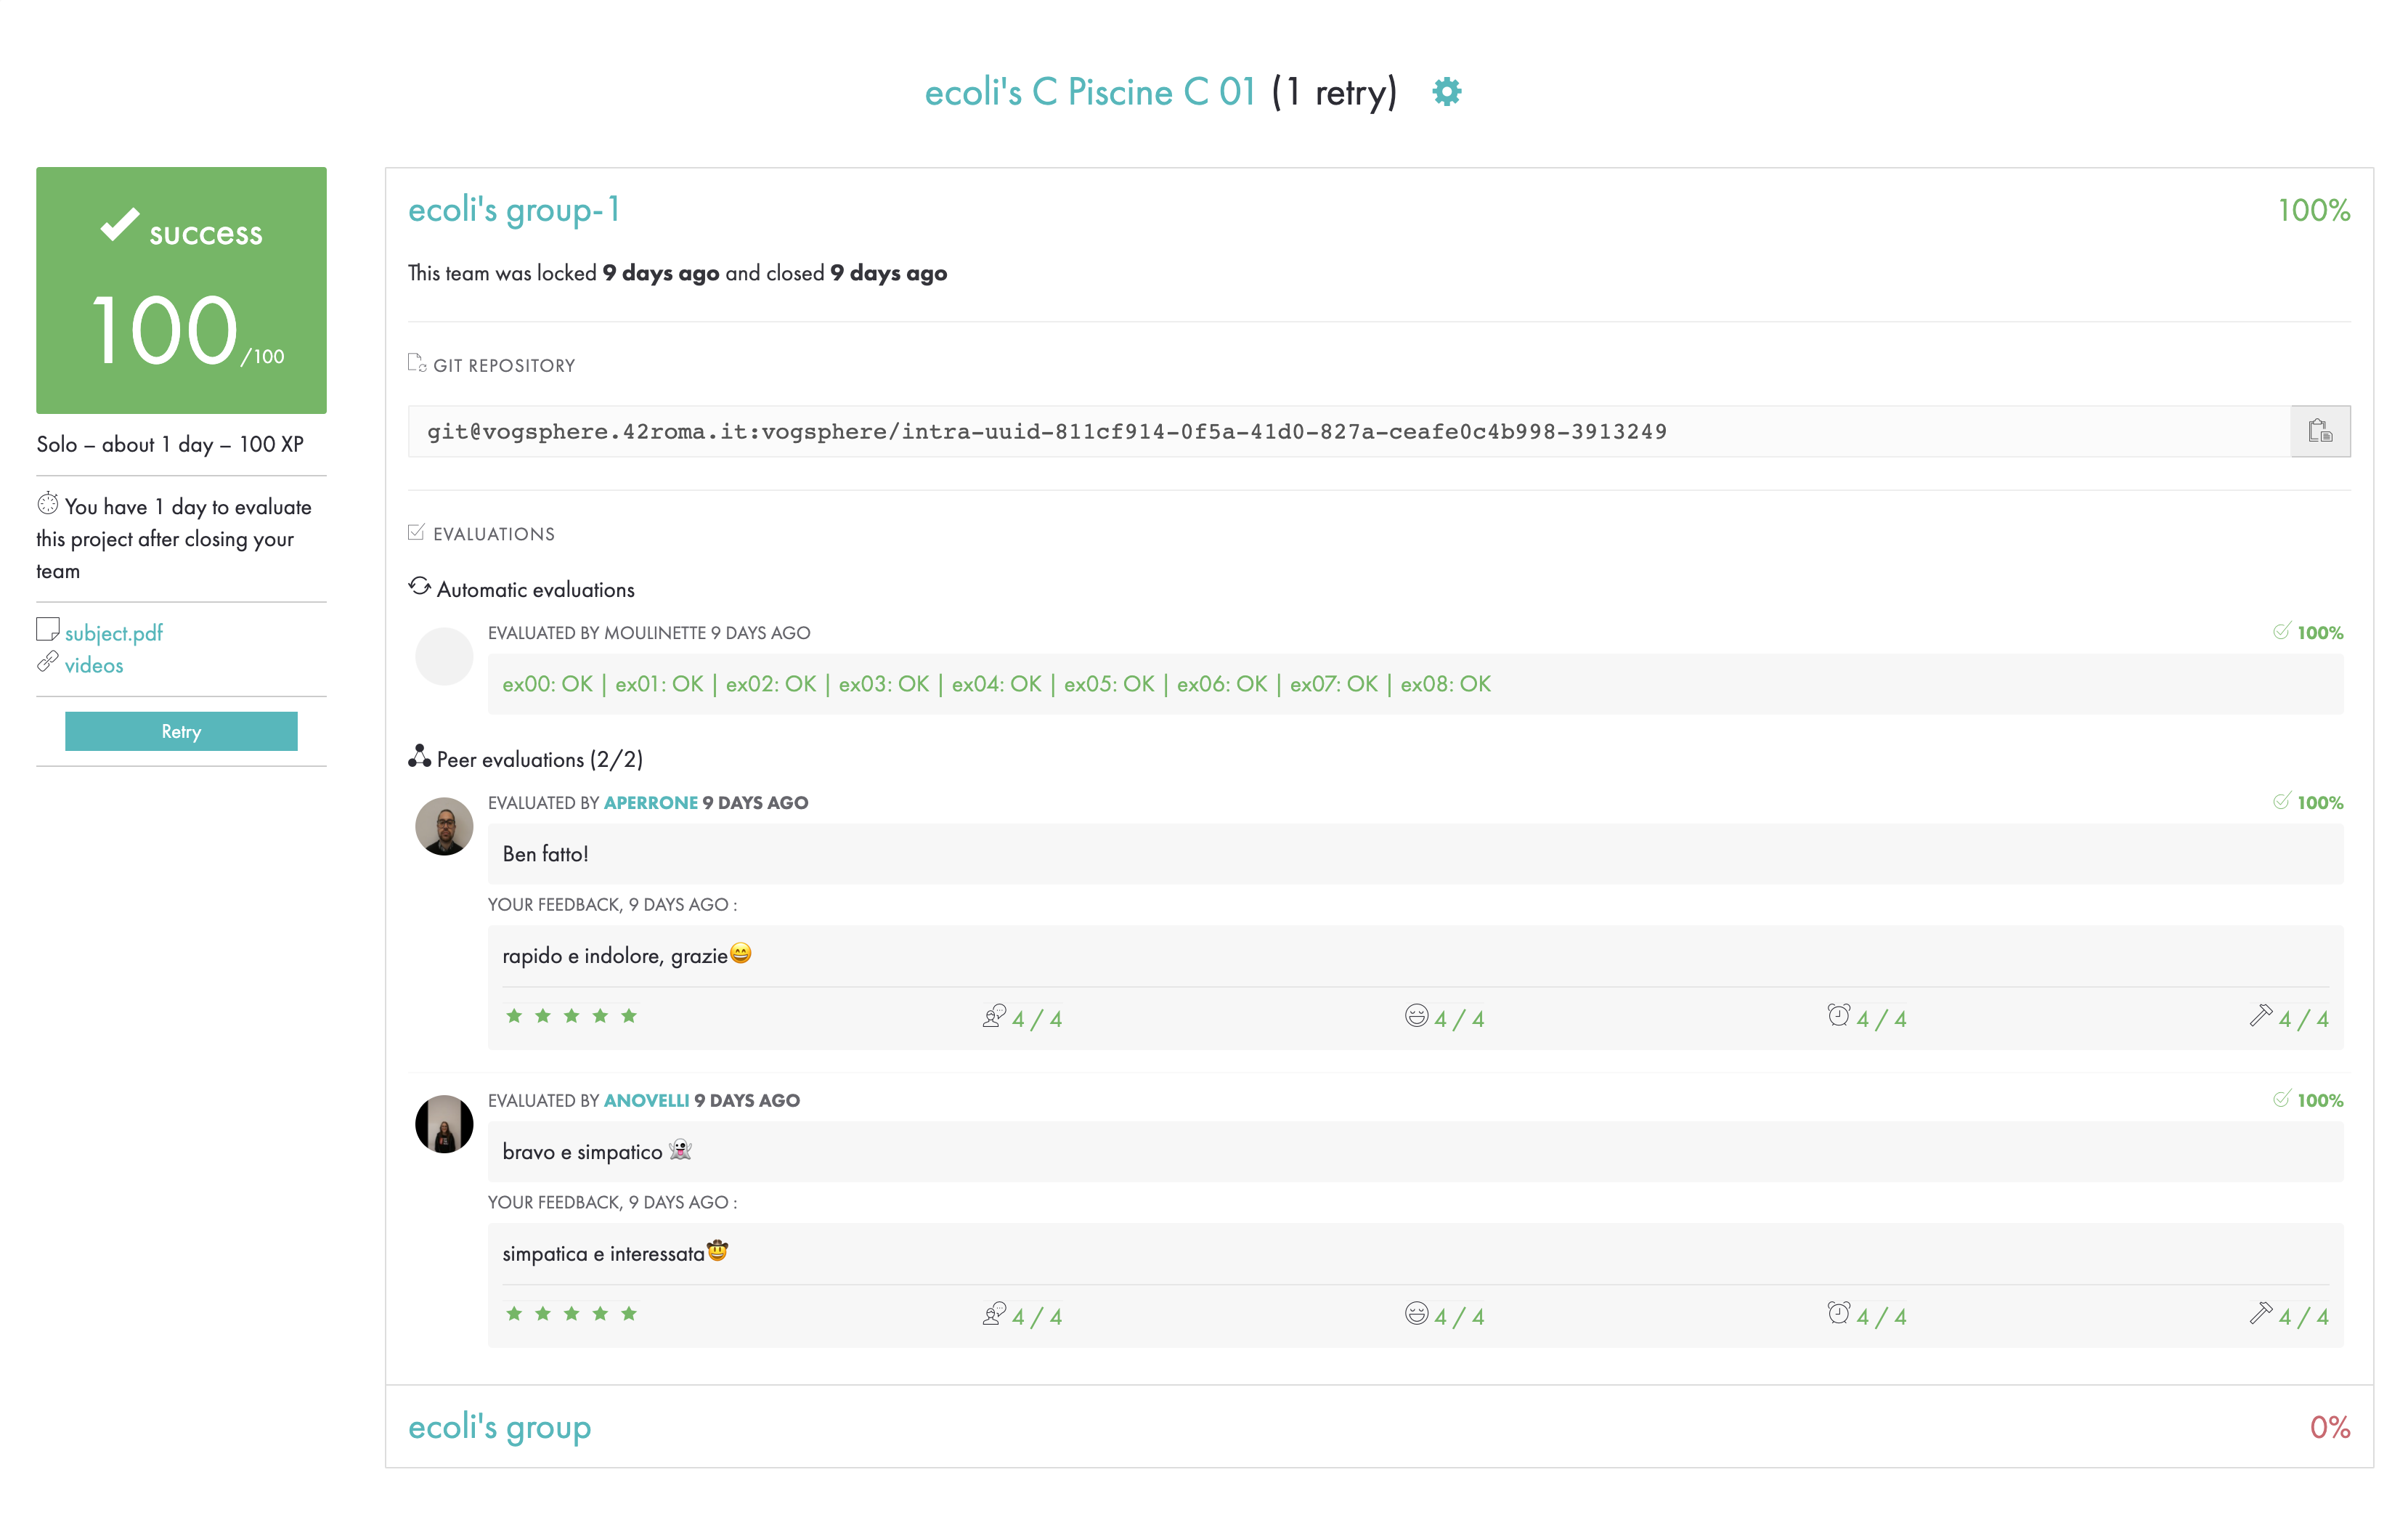 ecoli's C Piscine C 01 (1 retry)
success
100/100
Solo – about 1 day – 100 XP
You have 1 day to evaluate
this project after closing your
team
subject.pdf
videos
Retry
ecoli's group-1 100%
This team was locked 9 days ago and closed 9 days ago
GIT REPOSITORY
git@vogsphere.42roma.it:vogsphere/intra-uuid-811cf914-0f5a-41d0-827a-ceafe0c4b998-3913249
EVALUATIONS
Automatic evaluations
EVALUATED BY MOULINETTE 9 DAYS AGO 100%
ex00: OK | ex01: OK | ex02: OK | ex03: OK | ex04: OK | ex05: OK | ex06: OK | ex07: OK | ex08: OK
Peer evaluations (2/2)
EVALUATED BY APERRONE 9 DAYS AGO 100%
Ben fatto!
YOUR FEEDBACK, 9 DAYS AGO :
rapido e indolore, grazie😄
★ ★ ★ ★ ★ 4 / 4 4 / 4 4 / 4 4 / 4
EVALUATED BY ANOVELLI 9 DAYS AGO 100%
bravo e simpatico 👻
YOUR FEEDBACK, 9 DAYS AGO :
simpatica e interessata🤠
★ ★ ★ ★ ★ 4 / 4 4 / 4 4 / 4 4 / 4
ecoli's group 0%